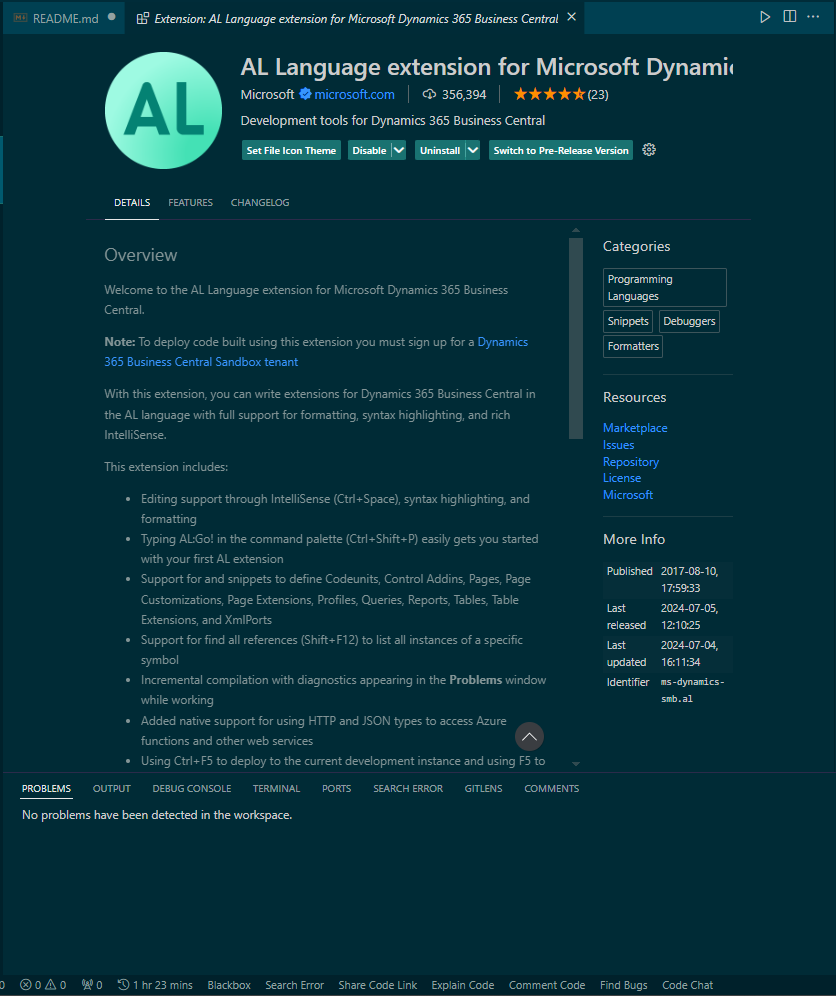 README.md
Extension: AL Language extension for Microsoft Dynamics 365 Business Central
AL
AL Language extension for Microsoft Dynami
Microsoft microsoft.com 356,394 (23)
Development tools for Dynamics 365 Business Central
Set File Icon Theme Disable Uninstall Switch to Pre-Release Version
DETAILS FEATURES CHANGELOG
Overview
Welcome to the AL Language extension for Microsoft Dynamics 365 Business
Central.
Note: To deploy code built using this extension you must sign up for a Dynamics
365 Business Central Sandbox tenant
With this extension, you can write extensions for Dynamics 365 Business Central in
the AL language with full support for formatting, syntax highlighting, and rich
IntelliSense.
This extension includes:
• Editing support through IntelliSense (Ctrl+Space), syntax highlighting, and
formatting
• Typing AL:Go! in the command palette (Ctrl+Shift+P) easily gets you started
with your first AL extension
• Support for and snippets to define Codeunits, Control Addins, Pages, Page
Customizations, Page Extensions, Profiles, Queries, Reports, Tables, Table
Extensions, and XmlPorts
• Support for find all references (Shift+F12) to list all instances of a specific
symbol
• Incremental compilation with diagnostics appearing in the Problems window
while working
• Added native support for using HTTP and JSON types to access Azure
functions and other web services
• Using Ctrl+F5 to deploy to the current development instance and using F5 to
Categories
Programming
Languages
Snippets Debuggers
Formatters
Resources
Marketplace
Issues
Repository
License
Microsoft
More Info
Published 2017-08-10,
17:59:33
Last 2024-07-05,
released 12:10:25
Last 2024-07-04,
updated 16:11:34
Identifier ms-dynamics-
smb.al
PROBLEMS OUTPUT DEBUG CONSOLE TERMINAL PORTS SEARCH ERROR GITLENS COMMENTS
No problems have been detected in the workspace.
0 0 0 0 1 hr 23 mins Blackbox Search Error Share Code Link Explain Code Comment Code Find Bugs Code Chat